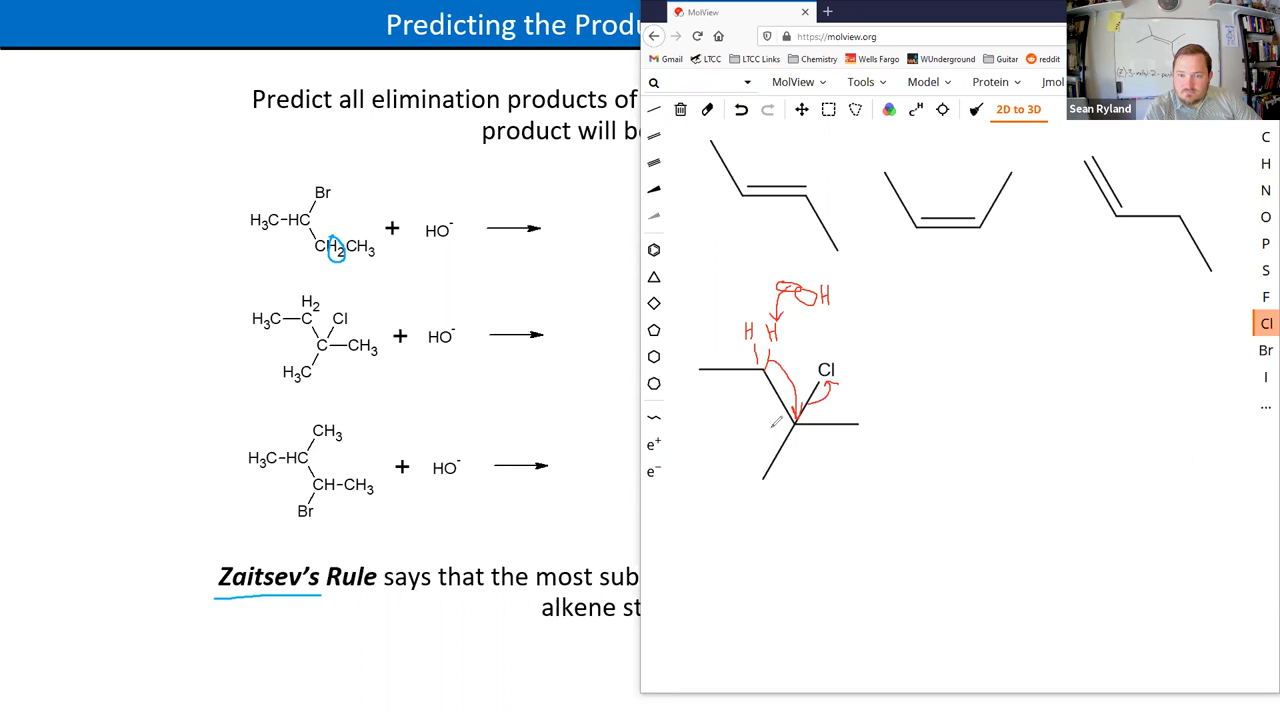 Predicting the Produ
Predict all elimination products of
product will be
Br
H3C-HC
CH2CH3
+
HO-
H2
H3C
C
Cl
C
CH3
H3C
+
HO-
CH3
H3C-HC
CH-CH3
Br
+
HO-
Zaitsev's Rule says that the most sub
alkene st
MolView
https://molview.org
Gmail
LTCC
LTCC Links
Chemistry
Wells Fargo
WUnderground
Guitar
reddit
MolView
Tools
Model
Protein
Jmol
CH
2D to 3D
e+
e-
H
H H
Cl
C
H
N
O
P
S
F
Cl
Br
I
...
Sean Ryland